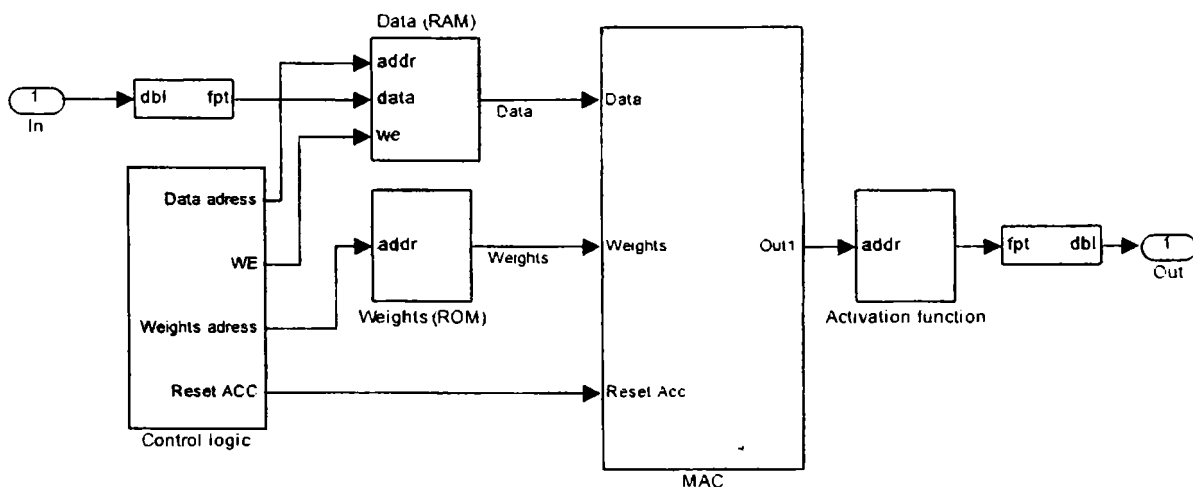 Data (RAM)
addr
data
we
Data
1
In
dbl fpt
Data adress
WE
Weights adress
Reset ACC
Control logic
addr
Weights
Weights (ROM)
Data
Weights
Reset Acc
Out1
MAC
addr
Activation function
fpt dbl
1
Out